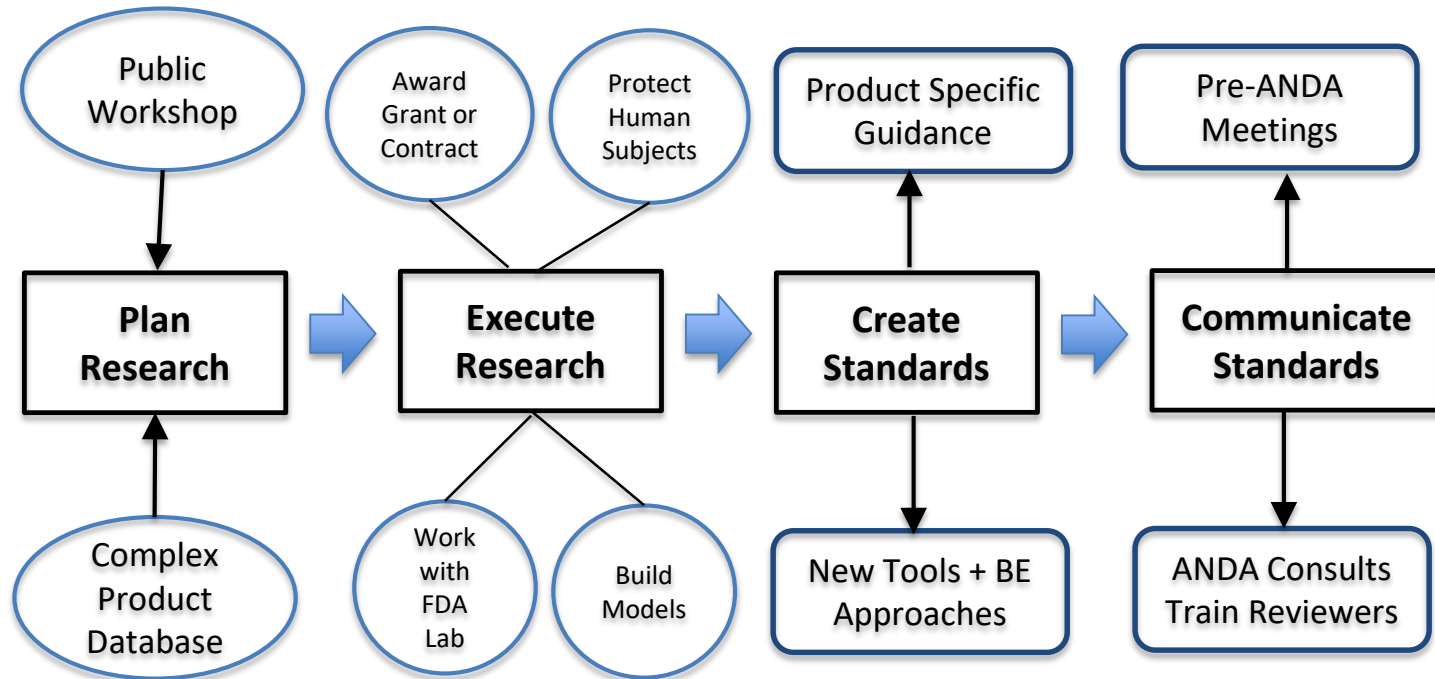 Public
Workshop
Award
Grant or
Contract
Protect
Human
Subjects
Product Specific
Guidance
Pre-ANDA
Meetings
Plan
Research
Execute
Research
Create
Standards
Communicate
Standards
Complex
Product
Database
Work
with
FDA
Lab
Build
Models
New Tools + BE
Approaches
ANDA Consults
Train Reviewers